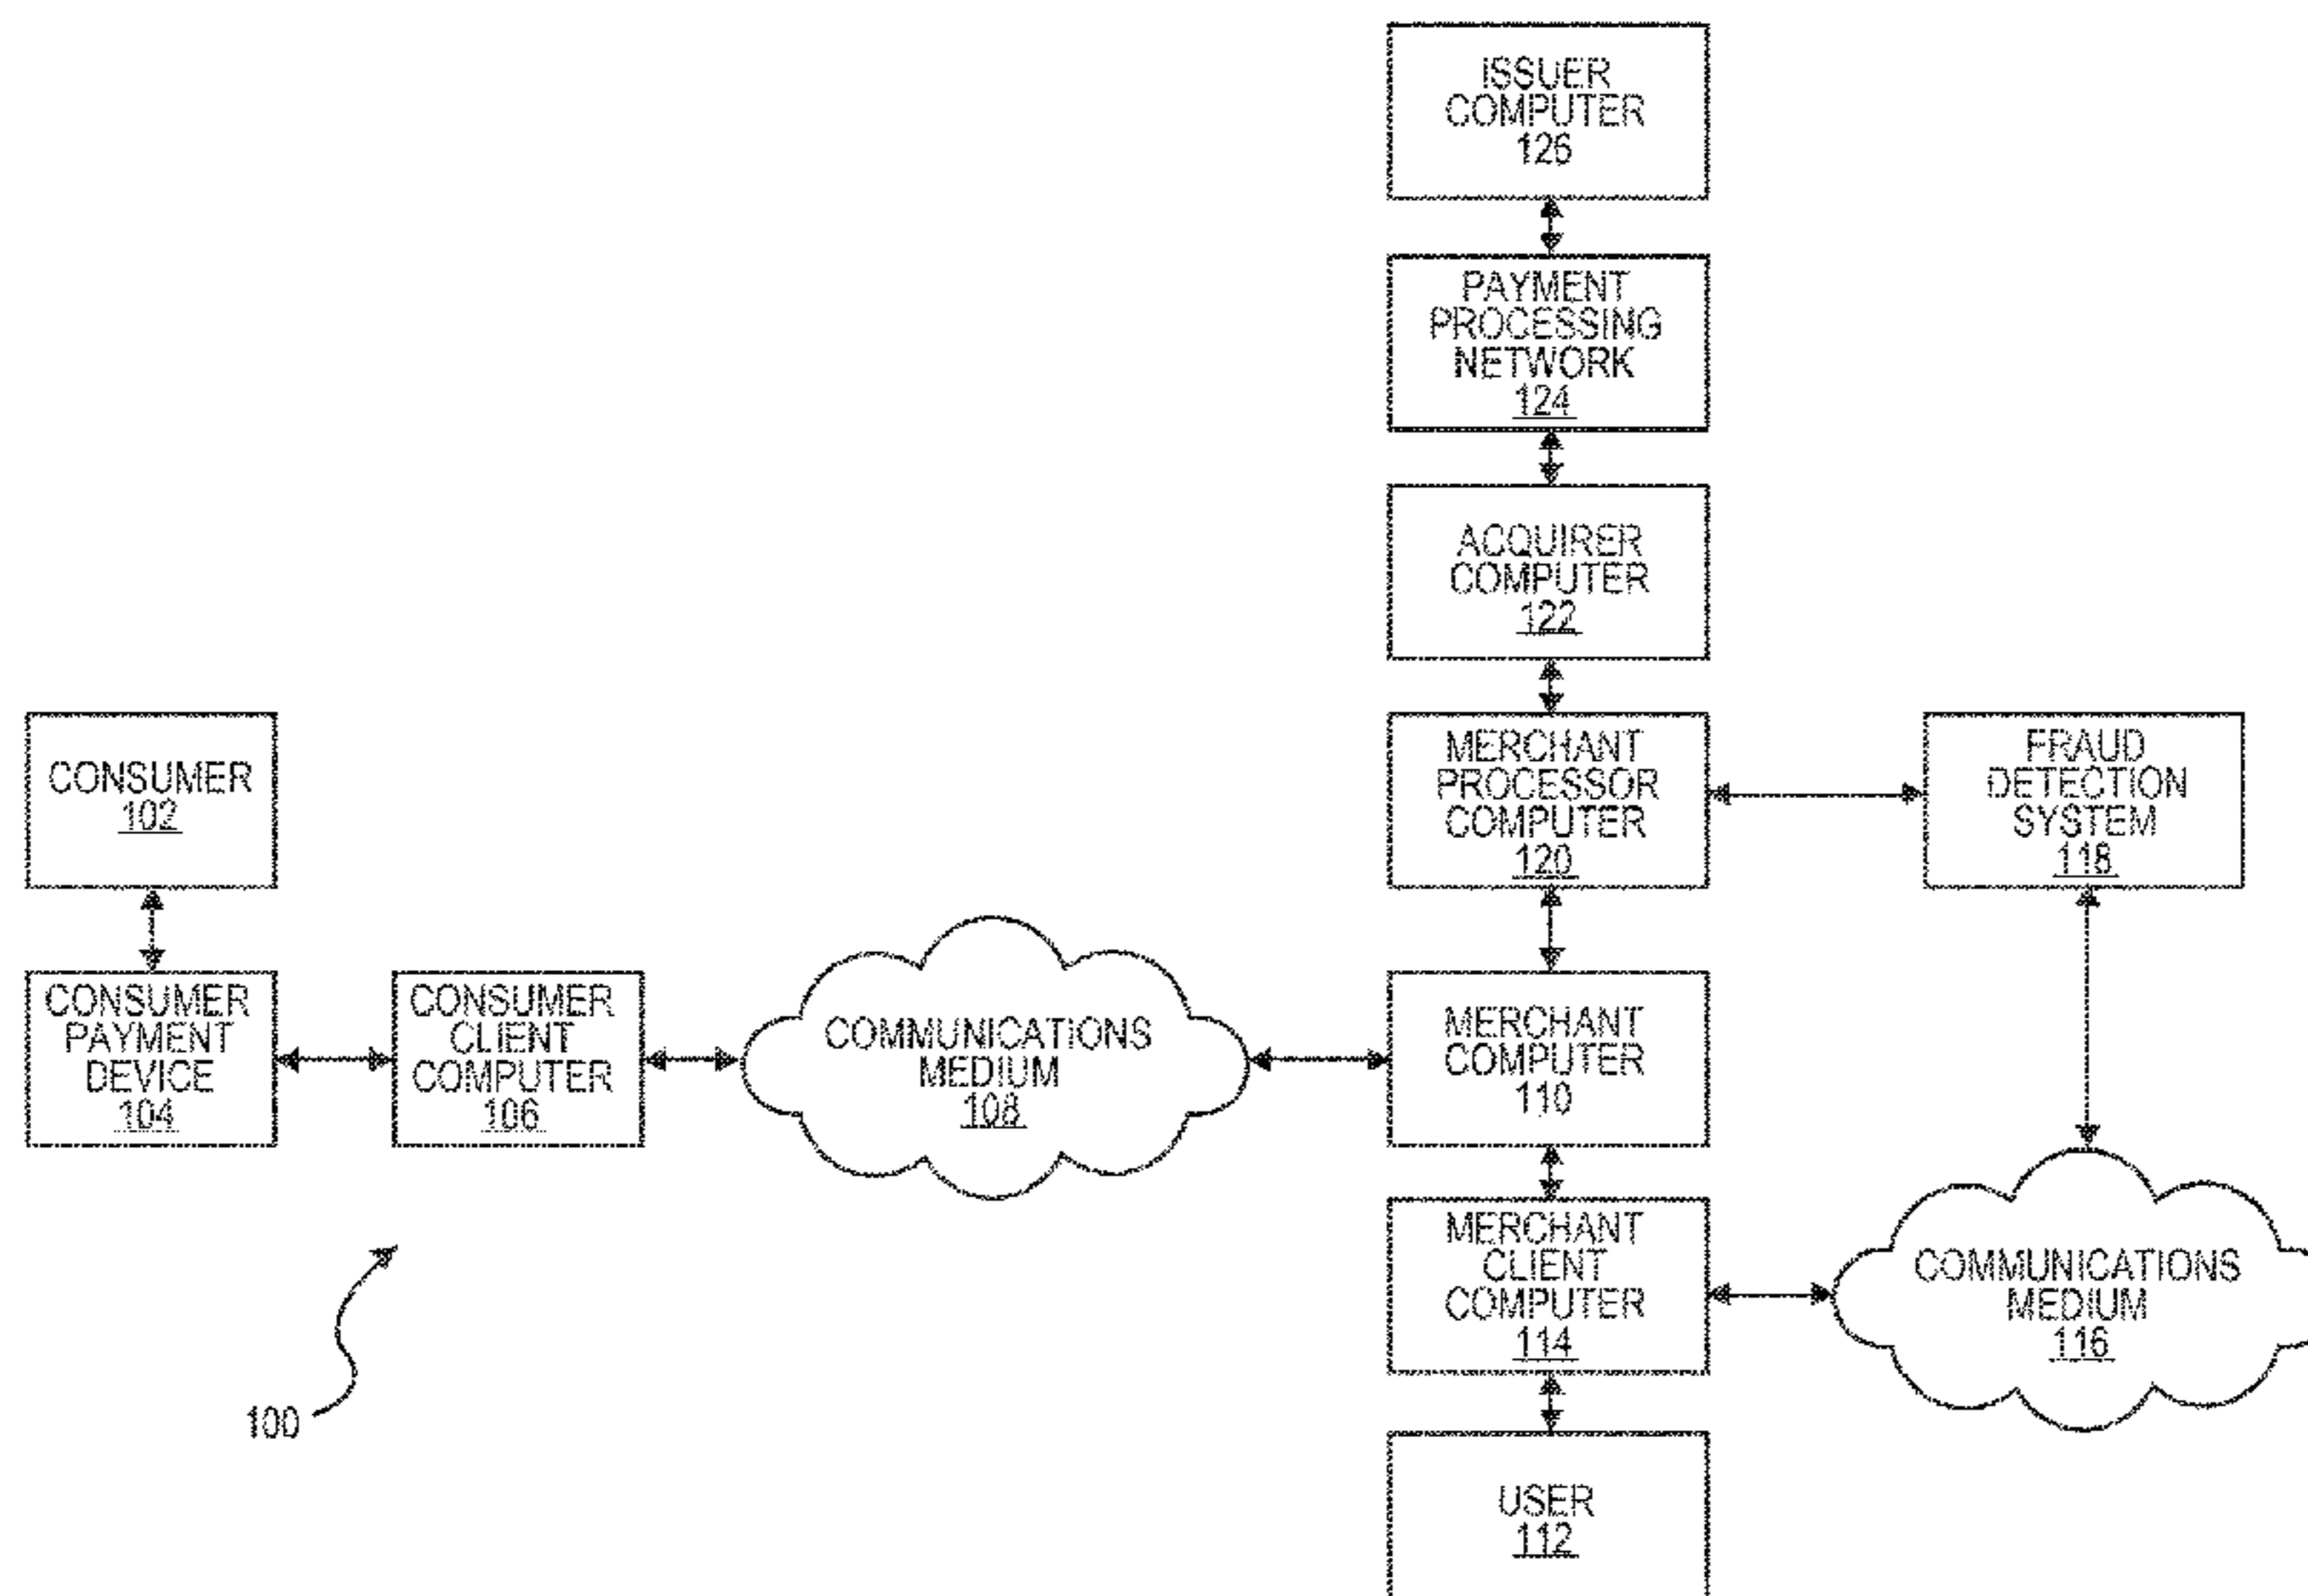 ISSUER
COMPUTER
126
PAYMENT
PROCESSING
NETWORK
124
ACQUIRER
COMPUTER
122
CONSUMER
102
MERCHANT
PROCESSOR
COMPUTER
120
FRAUD
DETECTION
SYSTEM
118
CONSUMER
PAYMENT
DEVICE
104
CONSUMER
CLIENT
COMPUTER
106
COMMUNICATIONS
MEDIUM
108
MERCHANT
COMPUTER
110
MERCHANT
CLIENT
COMPUTER
114
COMMUNICATIONS
MEDIUM
116
100
USER
112